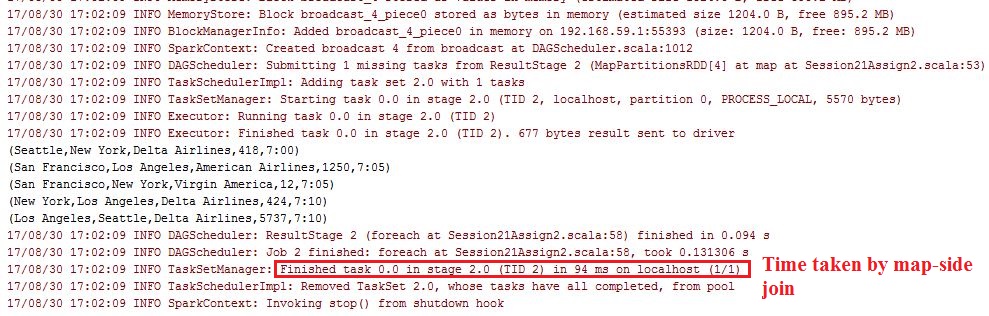 17/08/30 17:02:09 INFO MemoryStore: Block broadcast_4_piece0 stored as bytes in memory (estimated size 1204.0 B, free 895.2 MB)
17/08/30 17:02:09 INFO BlockManagerInfo: Added broadcast_4_piece0 in memory on 192.168.59.1:55393 (size: 1204.0 B, free: 895.2 MB)
17/08/30 17:02:09 INFO SparkContext: Created broadcast 4 from broadcast at DAGScheduler.scala:1012
17/08/30 17:02:09 INFO DAGScheduler: Submitting 1 missing tasks from ResultStage 2 (MapPartitionsRDD[4] at map at Session21Assign2.scala:53)
17/08/30 17:02:09 INFO TaskSchedulerImpl: Adding task set 2.0 with 1 tasks
17/08/30 17:02:09 INFO TaskSetManager: Starting task 0.0 in stage 2.0 (TID 2, localhost, partition 0, PROCESS_LOCAL, 5570 bytes)
17/08/30 17:02:09 INFO Executor: Running task 0.0 in stage 2.0 (TID 2)
17/08/30 17:02:09 INFO Executor: Finished task 0.0 in stage 2.0 (TID 2). 677 bytes result sent to driver
(Seattle,New York,Delta Airlines,418,7:00)
(San Francisco,Los Angeles,American Airlines,1250,7:05)
(San Francisco,New York,Virgin America,12,7:05)
(New York,Los Angeles,Delta Airlines,424,7:10)
(Los Angeles,Seattle,Delta Airlines,5737,7:10)
17/08/30 17:02:09 INFO DAGScheduler: ResultStage 2 (foreach at Session21Assign2.scala:58) finished in 0.094 s
17/08/30 17:02:09 INFO DAGScheduler: Job 2 finished: foreach at Session21Assign2.scala:58, took 0.131306 s
17/08/30 17:02:09 INFO TaskSetManager: Finished task 0.0 in stage 2.0 (TID 2) in 94 ms on localhost (1/1)
Time taken by map-side
join
17/08/30 17:02:09 INFO TaskSchedulerImpl: Removed TaskSet 2.0, whose tasks have all completed, from pool
17/08/30 17:02:09 INFO SparkContext: Invoking stop() from shutdown hook